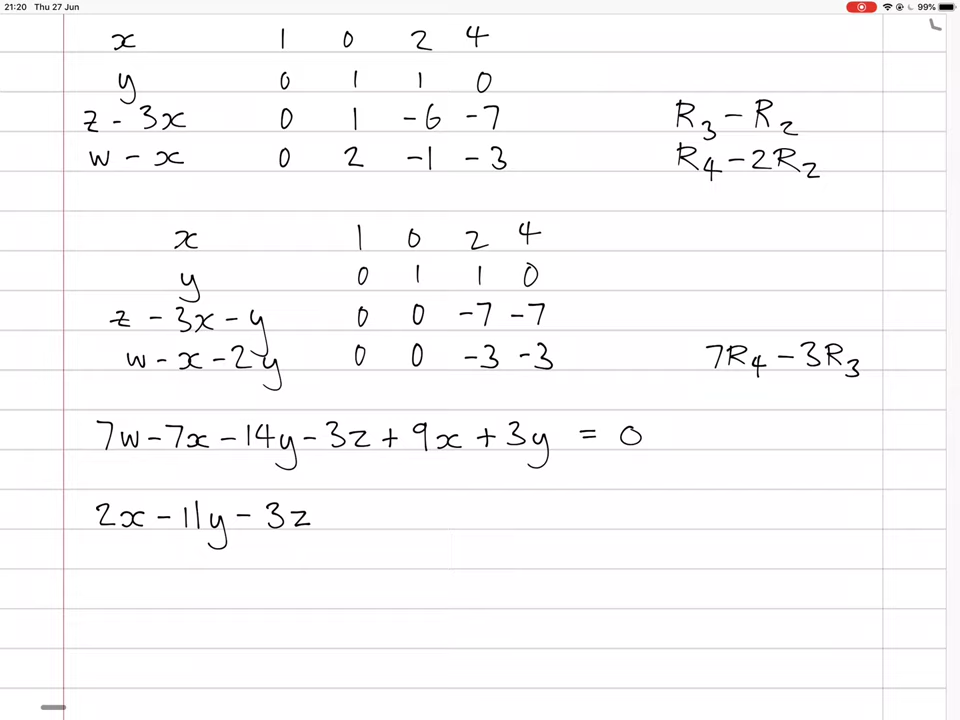 21:20 Thu 27 Jun 99%
x 1 0 2 4
y 0 1 1 0
z - 3x 0 1 -6 -7 R₃ - R₂
w - x 0 2 -1 -3 R₄ - 2R₂
x 1 0 2 4
y 0 1 1 0
z - 3x - y 0 0 -7 -7
w - x - 2y 0 0 -3 -3 7R₄ - 3R₃
7w - 7x - 14y - 3z + 9x + 3y = 0
2x - 11y - 3z